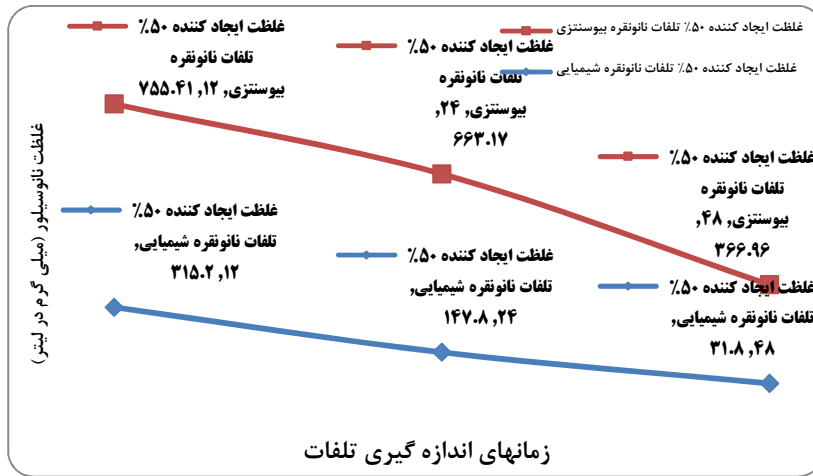 غلظت ایجاد کننده ۵۰٪ تلفات نانونقره بیوسنتزی
غلظت ایجاد کننده ۵۰٪ تلفات نانونقره شیمیایی
غلظت ایجاد کننده ۵۰٪
تلفات نانونقره
بیوسنتزی, ۱۲, ۷۵۵.۴۱
غلظت ایجاد کننده ۵۰٪
تلفات نانونقره
بیوسنتزی, ۲۴,
۶۶۳.۱۷
غلظت ایجاد کننده ۵۰٪
تلفات نانونقره
بیوسنتزی, ۴۸,
۳۶۶.۹۶
غلظت ایجاد کننده ۵۰٪
تلفات نانونقره شیمیایی,
۱۲, ۳۱۵.۲
غلظت ایجاد کننده ۵۰٪
تلفات نانونقره شیمیایی,
۲۴, ۱۴۷.۸
غلظت ایجاد کننده ۵۰٪
تلفات نانونقره شیمیایی,
۴۸, ۳۱.۸
غلظت نانوسیلور (میلی گرم در لیتر)
زمانهای اندازه گیری تلفات